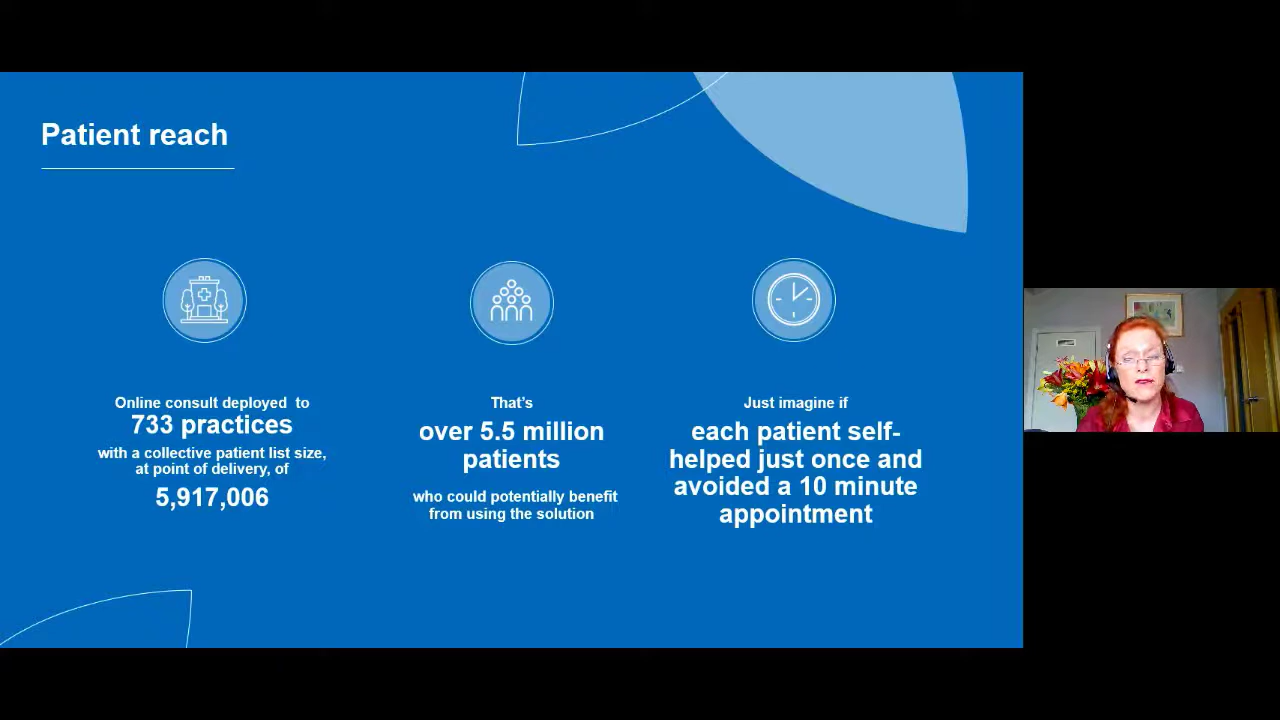 Patient reach
Online consult deployed to
733 practices
with a collective patient list size,
at point of delivery, of
5,917,006
That's
over 5.5 million
patients
who could potentially benefit
from using the solution
Just imagine if
each patient self-
helped just once and
avoided a 10 minute
appointment